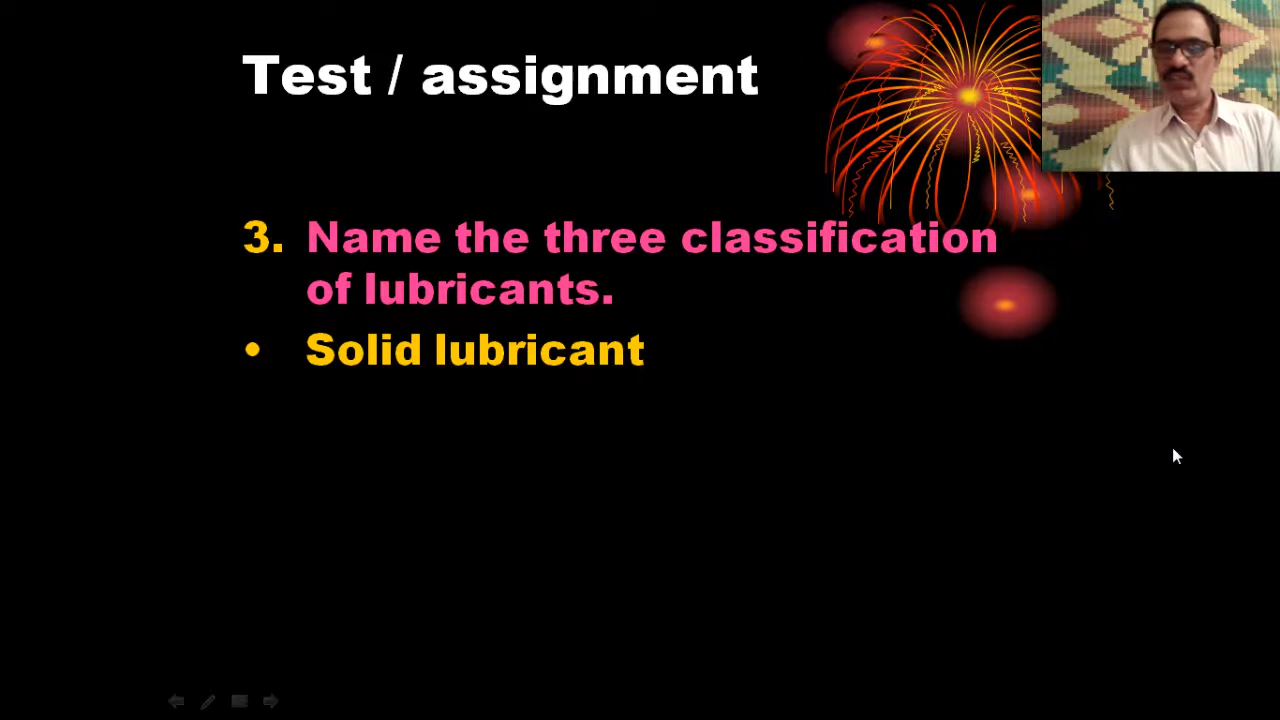 Test / assignment
3. Name the three classification
of lubricants.
• Solid lubricant